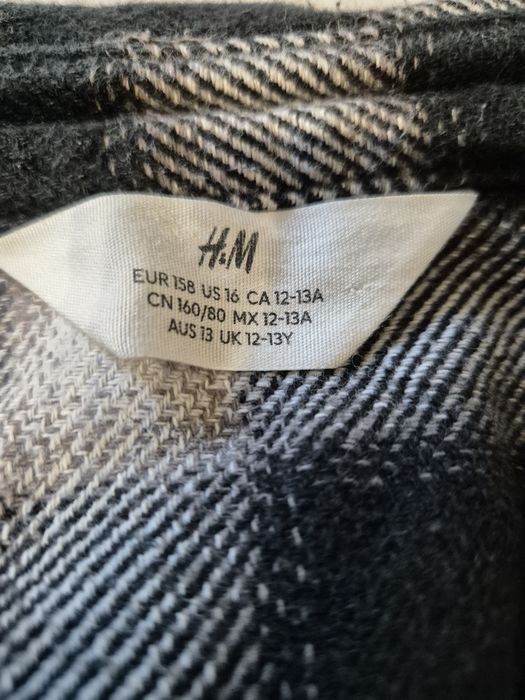 H&M
EUR 158 US 16 CA 12-13A
CN 160/80 MX 12-13A
AUS 13 UK 12-13Y